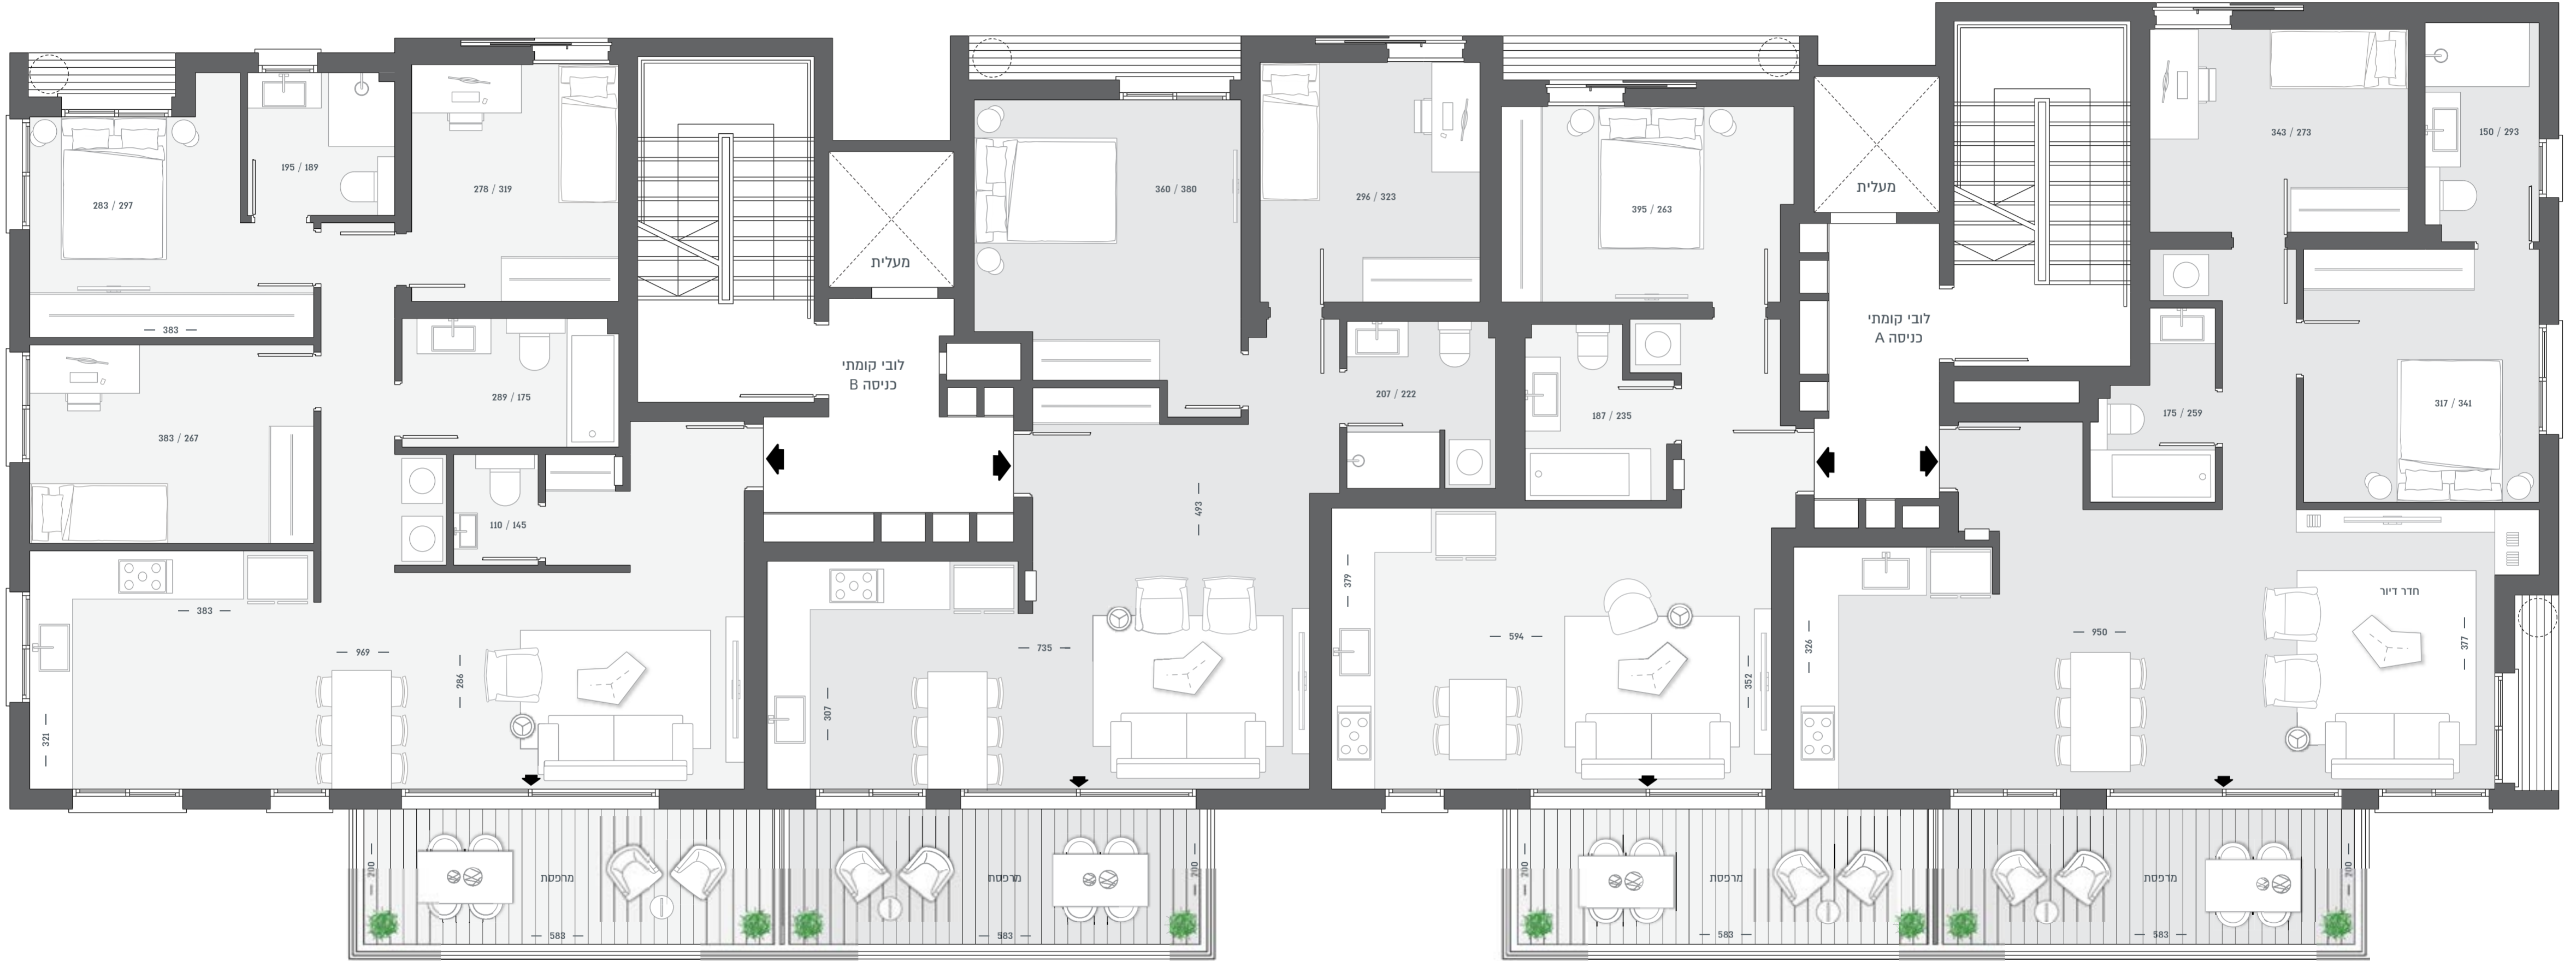 283 / 297
195 / 189
278 / 319
מעלית
360 / 380
296 / 323
395 / 263
מעלית
343 / 273
150 / 293
383
לובי קומתי
כניסה B
לובי קומתי
כניסה A
383 / 267
289 / 175
207 / 222
187 / 235
175 / 259
317 / 341
110 / 145
493
379
חדר דיור
383
969
286
321
735
307
594
352
326
950
377
200
מרפסת
583
מרפסת
200
583
200
מרפסת
583
מרפסת
200
583